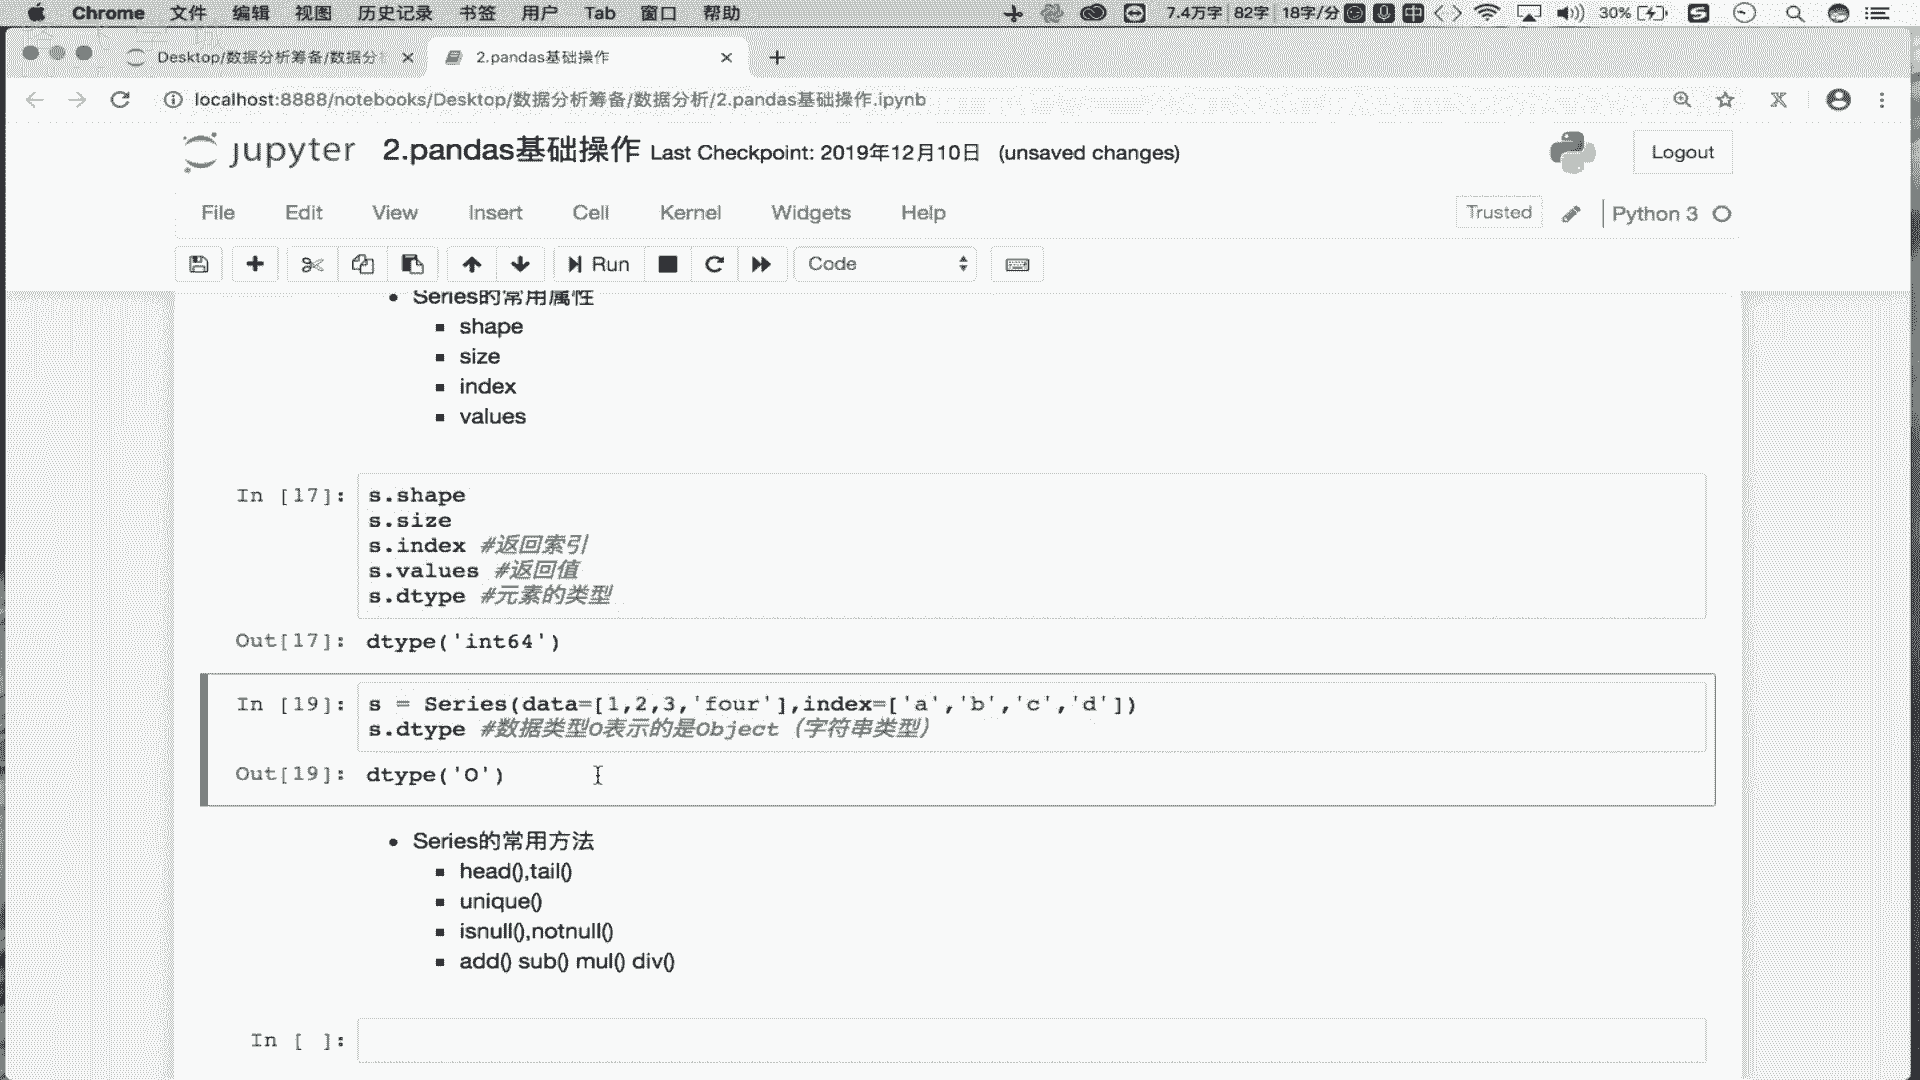 Chrome 文件 编辑 视图 历史记录 书签 用户 Tab 窗口 帮助 7.4万字 82字 18字/分 中 30%
Desktop/数据分析筹备/数据分 2.pandas基础操作
localhost:8888/notebooks/Desktop/数据分析筹备/数据分析/2.pandas基础操作.ipynb
jupyter 2.pandas基础操作 Last Checkpoint: 2019年12月10日 (unsaved changes) Logout
File Edit View Insert Cell Kernel Widgets Help Trusted Python 3
Run Code
Series的常用属性
shape
size
index
values
In [17]: s.shape
s.size
s.index #返回索引
s.values #返回值
s.dtype #元素的类型
Out[17]: dtype('int64')
In [19]: s = Series(data=[1,2,3,'four'],index=['a','b','c','d'])
s.dtype #数据类型O表示的是Object（字符串类型）
Out[19]: dtype('O')
Series的常用方法
head(),tail()
unique()
isnull(),notnull()
add() sub() mul() div()
In [ ]: